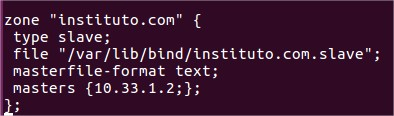 zone "instituto.com" {
 type slave;
 file "/var/lib/bind/instituto.com.slave";
 masterfile-format text;
 masters {10.33.1.2;};
};